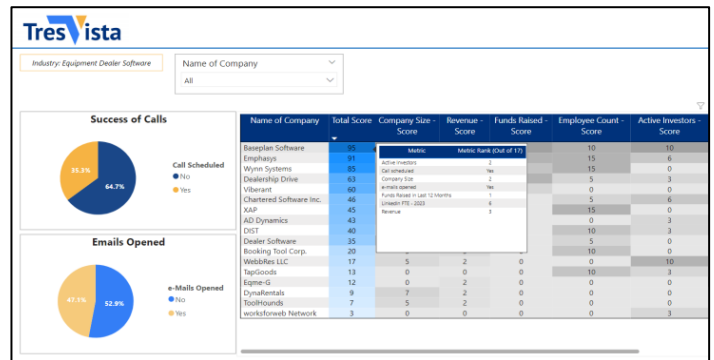 TresVista
Industry: Equipment Dealer Software
Name of Company
All
Success of Calls
35.3%
64.7%
Call Scheduled
No
Yes
Emails Opened
47.1%
52.9%
e-Mails Opened
No
Yes
Name of Company Total Score Company Size - Score Revenue - Score Funds Raised - Score Employee Count - Score Active Investors - Score
Baseplan Software 95 10 10
Emphasys 91 15 6
Wynn Systems 85 15 0
Dealership Drive 63 5 3
Viberant 60 0 0
Chartered Software Inc. 46 5 6
XAP 45 15 0
AD Dynamics 43 0 3
DIST 40 10 3
Dealer Software 35 5 0
Booking Tool Corp. 20 10 0
WebbRes LLC 17 5 2 0 0 10
TapGoods 13 0 0 0 10 3
Eqme-G 12 0 2 0 0 0
DynaRentals 9 7 2 0 0 0
ToolHounds 7 5 2 0 0 0
worksforweb Network 3 0 0 0 0 3
Metric Metric Rank (Out of 17)
Active Investors 2
Call scheduled Yes
Company Size 2
e-mails opened Yes
Funds Raised in Last 12 Months 1
LinkedIn FTE - 2023 6
Revenue 3